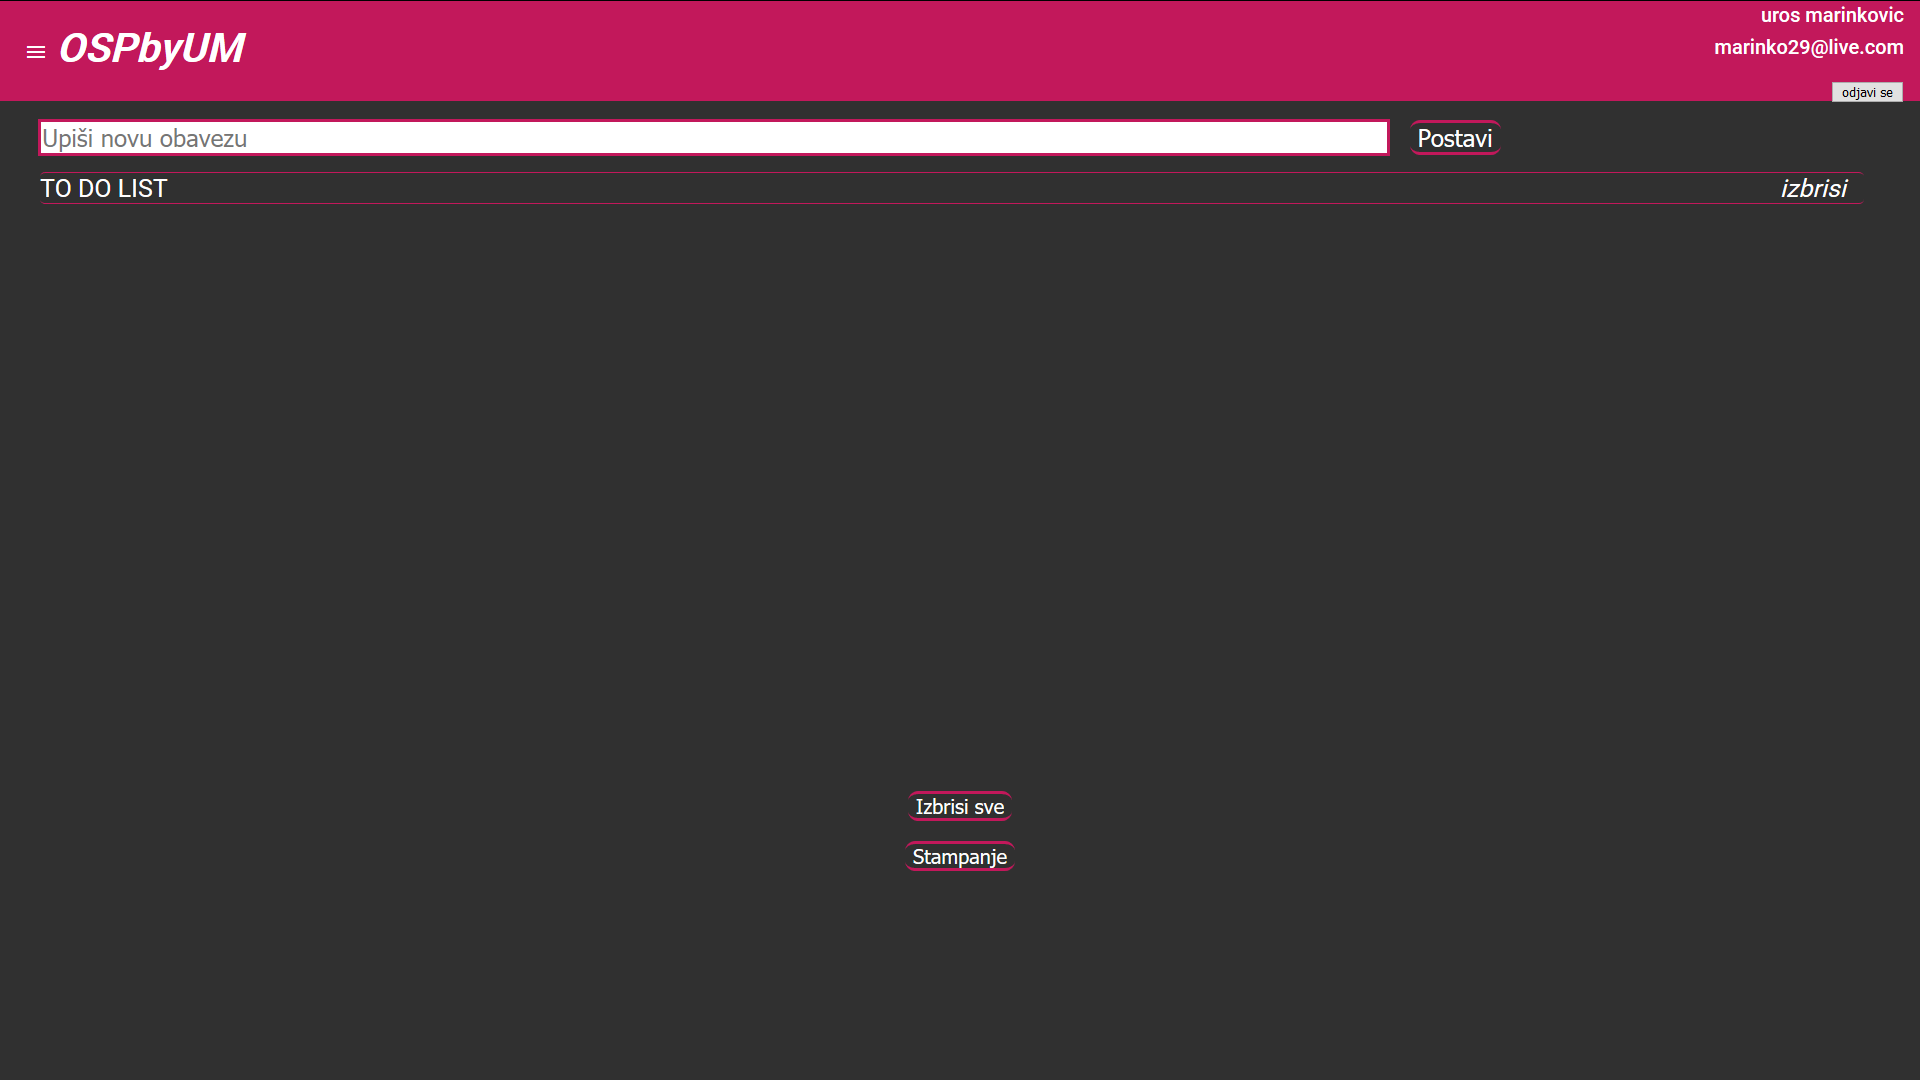 OSPbyUM
uros marinkovic
marinko29@live.com
odjavi se
Upiši novu obavezu
Postavi
TO DO LIST
izbrisi
Izbrisi sve
Stampanje